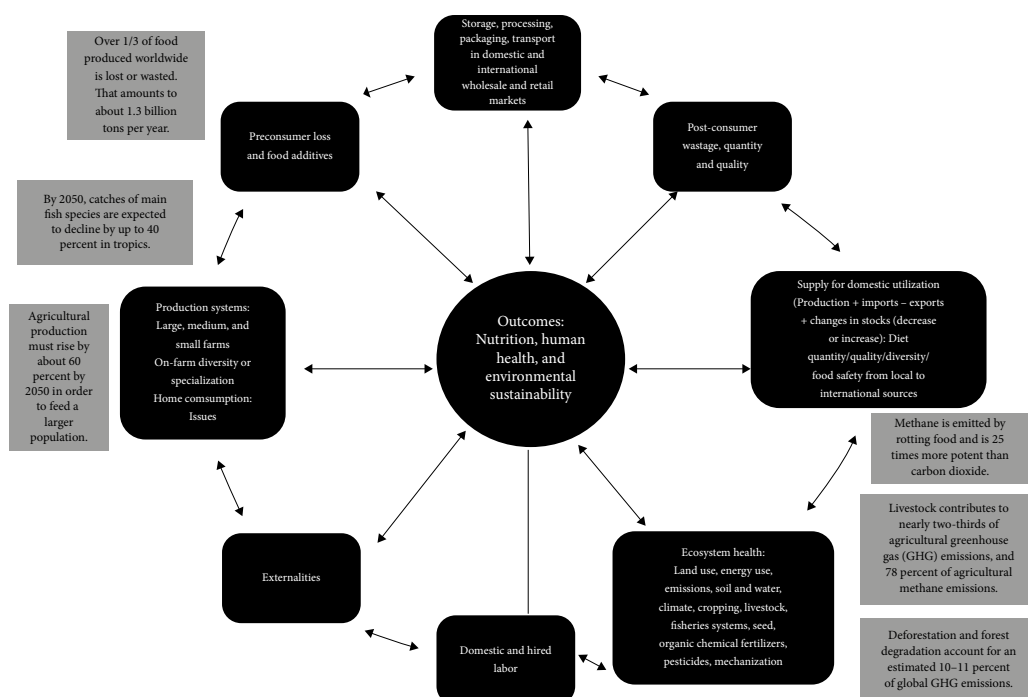 Storage, processing,
packaging, transport
in domestic and
international
wholesale and retail
markets
Over 1/3 of food
produced worldwide
is lost or wasted.
That amounts to
about 1.3 billion
tons per year.
Preconsumer loss
and food additives
Post-consumer
wastage, quantity
and quality
By 2050, catches of main
fish species are expected
to decline by up to 40
percent in tropics.
Production systems:
Large, medium, and
small farms
On-farm diversity or
specialization
Home comsumption:
Issues
Agricultural
production
must rise by
about 60
percent by
2050 in order
to feed a
larger
population.
Outcomes:
Nutrition, human
health, and
environmental
sustainability
Supply for domestic utilization
(Production + imports – exports
+ changes in stocks (decrease
or increase): Diet
quantity/quality/diversity/
food safety from local to
international sources
Methane is emitted by
rotting food and is 25
times more potent than
carbon dioxide.
Livestock contributes to
nearly two-thirds of
agricultural greenhouse
gas (GHG) emissions, and
78 percent of agricultural
methane emissions.
Externalities
Ecosystem health:
Land use, energy use,
emissions, soil and water,
climate, cropping, livestock,
fisheries systems, seed,
organic chemical fertilizers,
pesticides, mechanization
Domestic and hired
labor
Deforestation and forest
degradation account for an
estimated 10–11 percent
of global GHG emissions.